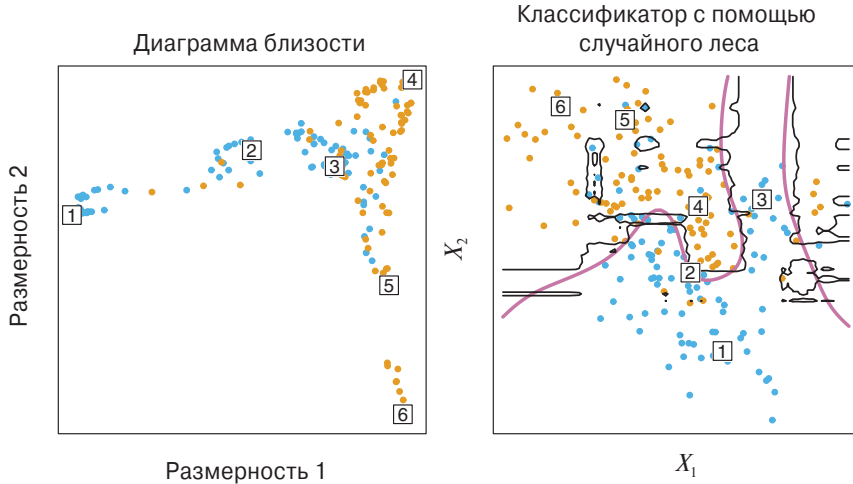 Диаграмма близости
Размерность 2
1
2
3
4
5
6
Размерность 1
Классификатор с помощью
случайного леса
X₂
6
5
4
3
2
1
X₁